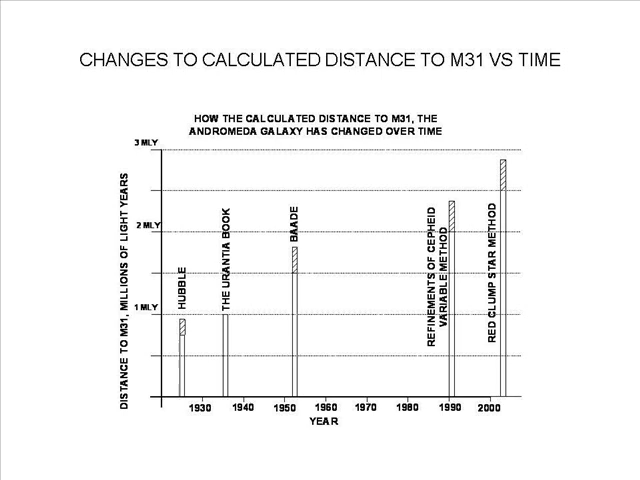 CHANGES TO CALCULATED DISTANCE TO M31 VS TIME
HOW THE CALCULATED DISTANCE TO M31, THE
ANDROMEDA GALAXY HAS CHANGED OVER TIME
3 MLY
2 MLY
1 MLY
DISTANCE TO M31, MILLIONS OF LIGHT YEARS
HUBBLE
THE URANTIA BOOK
BAADE
REFINEMENTS OF CEPHEID
VARIABLE METHOD
RED CLUMP STAR METHOD
1930 1940 1950 1960 1970 1980 1990 2000
YEAR